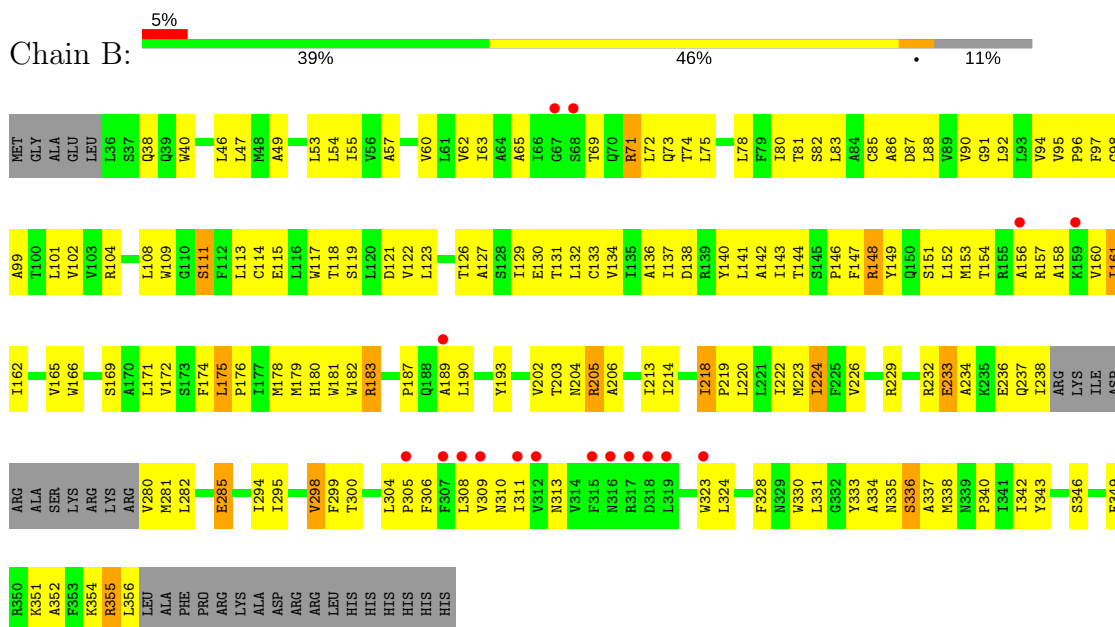 5%
Chain B:
39% 46% • 11%
MET GLY ALA GLU LEU L36 S37 Q38 Q39 W40 L46 L47 M48 A49 L53 L54 I55 V56 A57 V60 L61 V62 I63 A64 A65 I66 G67 S68 T69 Q70 R71 L72 Q73 T74 L75 L78 F79 I80 T81 S82 L83 A84 C85 A86 D87 L88 V89 V90 G91 L92 L93 V94 V95 P96 F97 G98
A99 T100 L101 V102 V103 R104 L108 W109 G110 S111 F112 L113 C114 E115 L116 W117 T118 S119 L120 D121 V122 L123 T126 A127 S128 I129 E130 T131 L132 C133 V134 I135 A136 I137 D138 R139 Y140 L141 A142 I143 T144 S145 P146 F147 R148 Y149 Q150 S151 L152 M153 T154 R155 A156 R157 A158 K159 V160 I161
I162 V165 W166 S169 A170 L171 V172 S173 F174 L175 P176 I177 M178 M179 H180 W181 W182 R183 P187 Q188 A189 L190 Y193 V202 T203 N204 R205 A206 I213 I214 I218 P219 L220 L221 I222 M223 I224 F225 V226 R229 R232 E233 A234 K235 E236 Q237 I238 ARG LYS ILE ASP
ARG ALA SER LYS ARG LYS ARG V280 M281 L282 E285 I294 I295 V298 F299 T300 L304 P305 F306 F307 L308 V309 N310 I311 V312 N313 V314 F315 N316 R317 D318 L319 W323 L324 F328 N329 W330 L331 G332 Y333 A334 N335 S336 A337 M338 N339 P340 I341 I342 Y343 S346 F349
R350 K351 A352 F353 K354 R355 L356 LEU ALA PHE PRO ARG LYS ALA ASP ARG ARG LEU HIS HIS HIS HIS HIS HIS